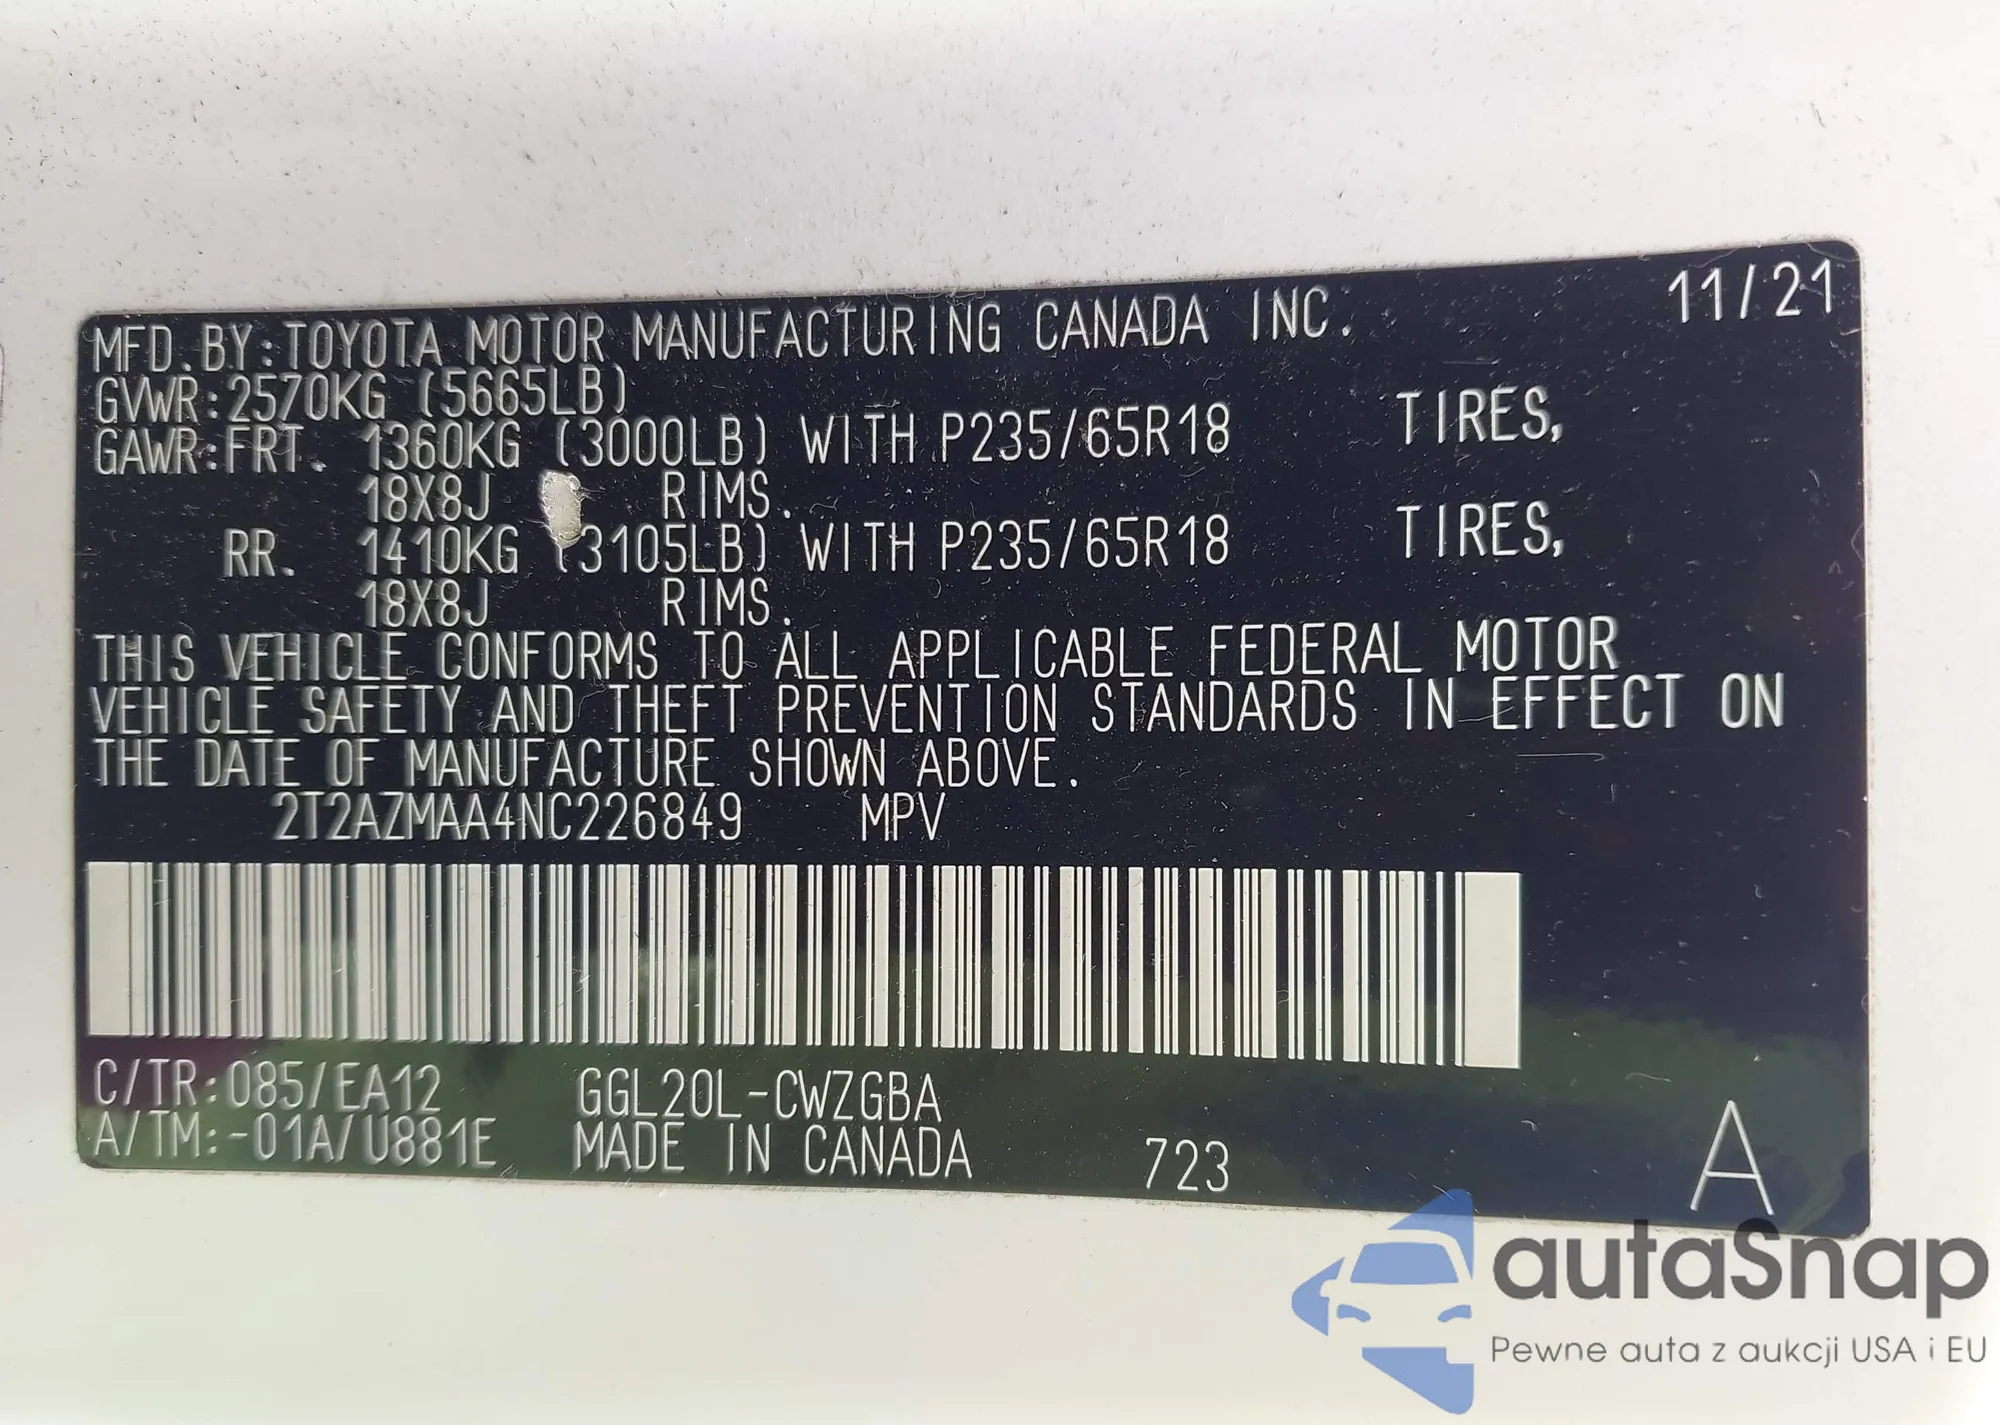 11/21
MFD. BY: TOYOTA MOTOR MANUFACTURING CANADA INC.
GVWR: 2570KG (5665LB)
GAWR: FRT. 1360KG (3000LB) WITH P235/65R18 TIRES,
18X8J RIMS.
RR. 1410KG (3105LB) WITH P235/65R18 TIRES,
18X8J RIMS.
THIS VEHICLE CONFORMS TO ALL APPLICABLE FEDERAL MOTOR
VEHICLE SAFETY AND THEFT PREVENTION STANDARDS IN EFFECT ON
THE DATE OF MANUFACTURE SHOWN ABOVE.
2T2AZMAA4NC226849 MPV
C/TR: 085/EA12 GGL20L-CWZGBA
A/TM: -01A/U881E MADE IN CANADA 723 A
autaSnap
Pewne auta z aukcji USA i EU